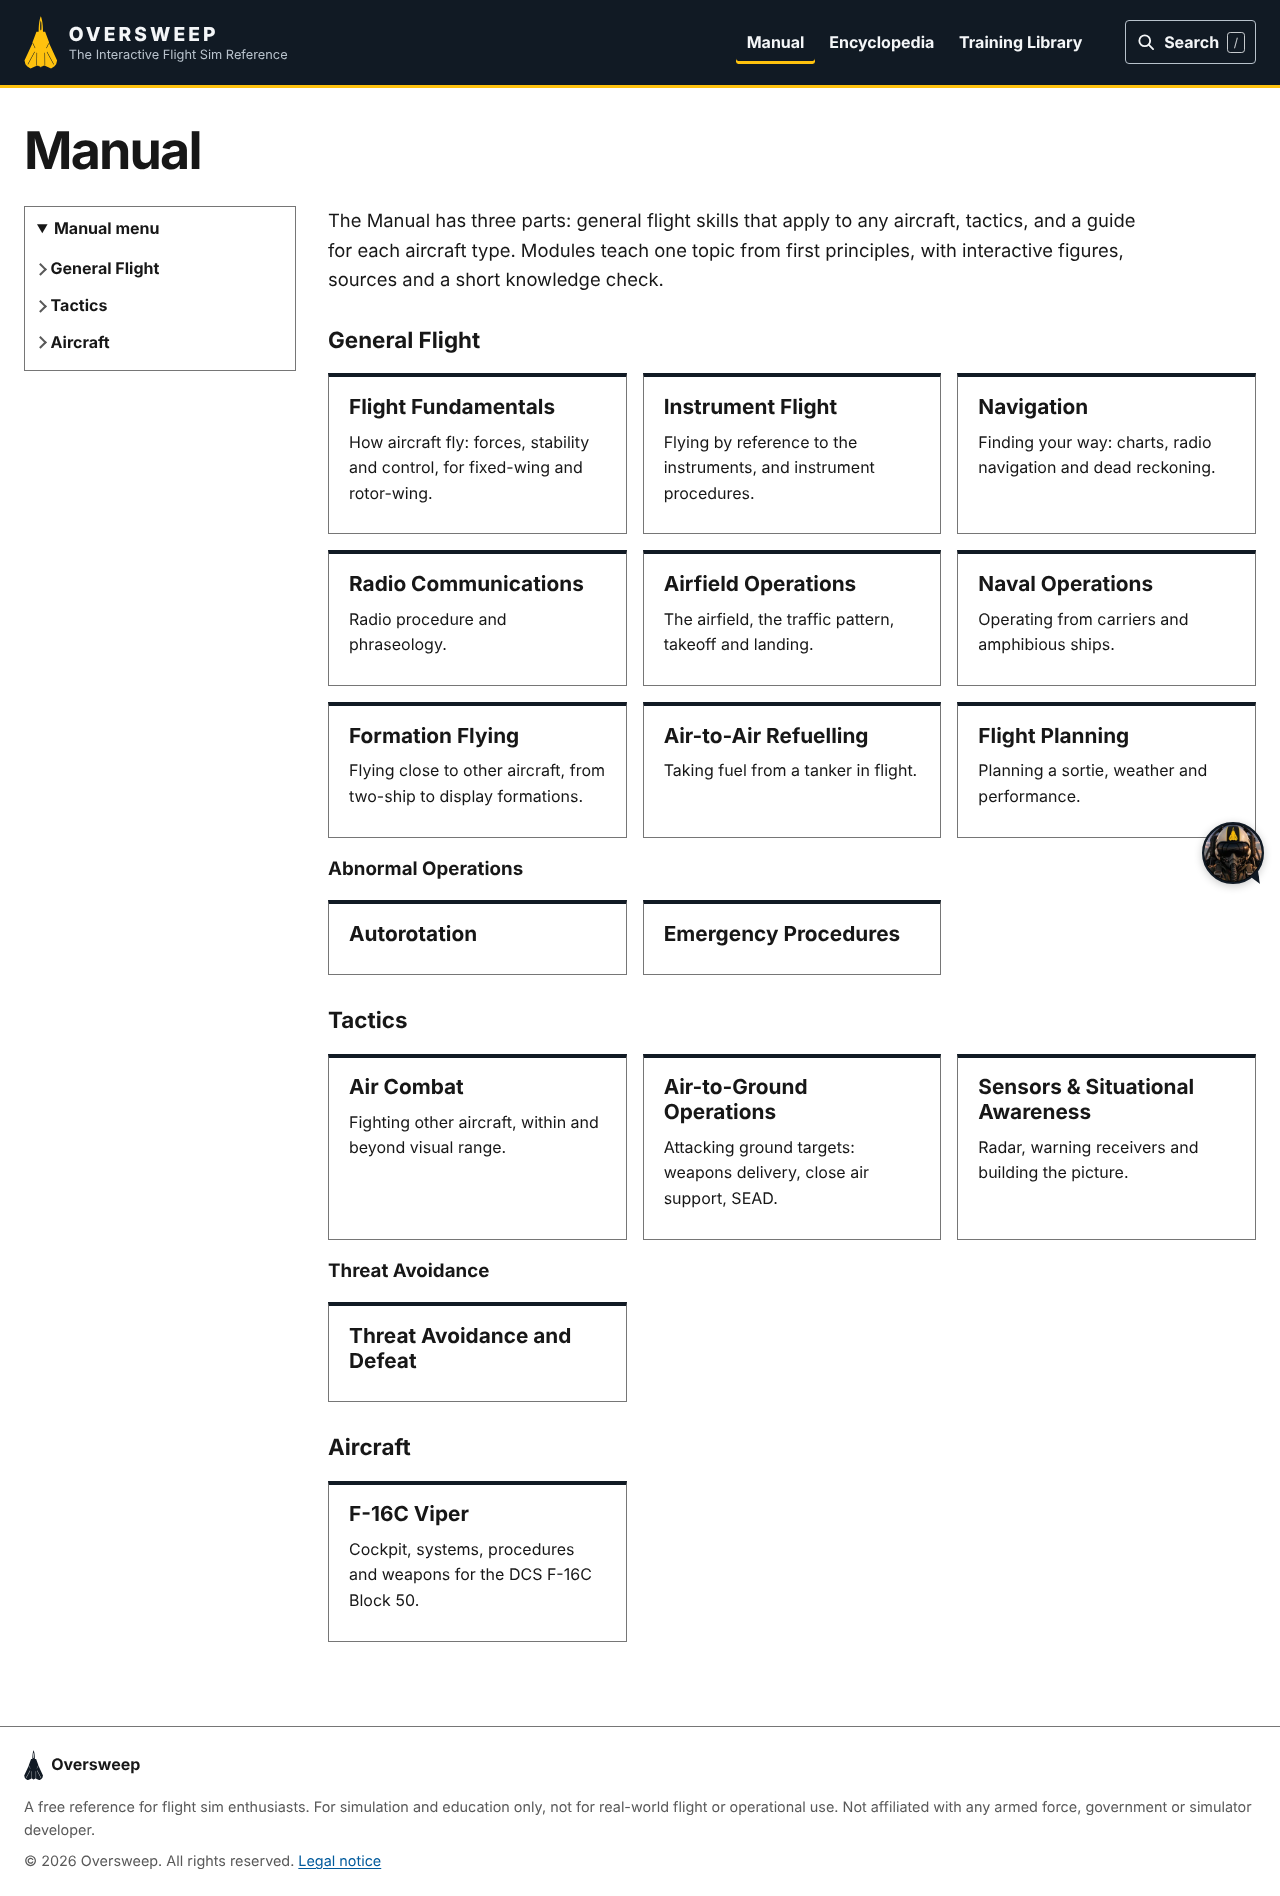 OVERSWEEP
The Interactive Flight Sim Reference
Manual
Encyclopedia
Training Library
Search /
Manual
Manual menu
General Flight
Tactics
Aircraft
The Manual has three parts: general flight skills that apply to any aircraft, tactics, and a guide
for each aircraft type. Modules teach one topic from first principles, with interactive figures,
sources and a short knowledge check.
General Flight
Flight Fundamentals
How aircraft fly: forces, stability
and control, for fixed-wing and
rotor-wing.
Instrument Flight
Flying by reference to the
instruments, and instrument
procedures.
Navigation
Finding your way: charts, radio
navigation and dead reckoning.
Radio Communications
Radio procedure and
phraseology.
Airfield Operations
The airfield, the traffic pattern,
takeoff and landing.
Naval Operations
Operating from carriers and
amphibious ships.
Formation Flying
Flying close to other aircraft, from
two-ship to display formations.
Air-to-Air Refuelling
Taking fuel from a tanker in flight.
Flight Planning
Planning a sortie, weather and
performance.
Abnormal Operations
Autorotation
Emergency Procedures
Tactics
Air Combat
Fighting other aircraft, within and
beyond visual range.
Air-to-Ground
Operations
Attacking ground targets:
weapons delivery, close air
support, SEAD.
Sensors & Situational
Awareness
Radar, warning receivers and
building the picture.
Threat Avoidance
Threat Avoidance and
Defeat
Aircraft
F-16C Viper
Cockpit, systems, procedures
and weapons for the DCS F-16C
Block 50.
Oversweep
A free reference for flight sim enthusiasts. For simulation and education only, not for real-world flight or operational use. Not affiliated with any armed force, government or simulator
developer.
© 2026 Oversweep. All rights reserved. Legal notice